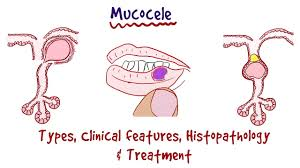 Mucocele
Types, Clinical Features, Histopathology
& Treatment